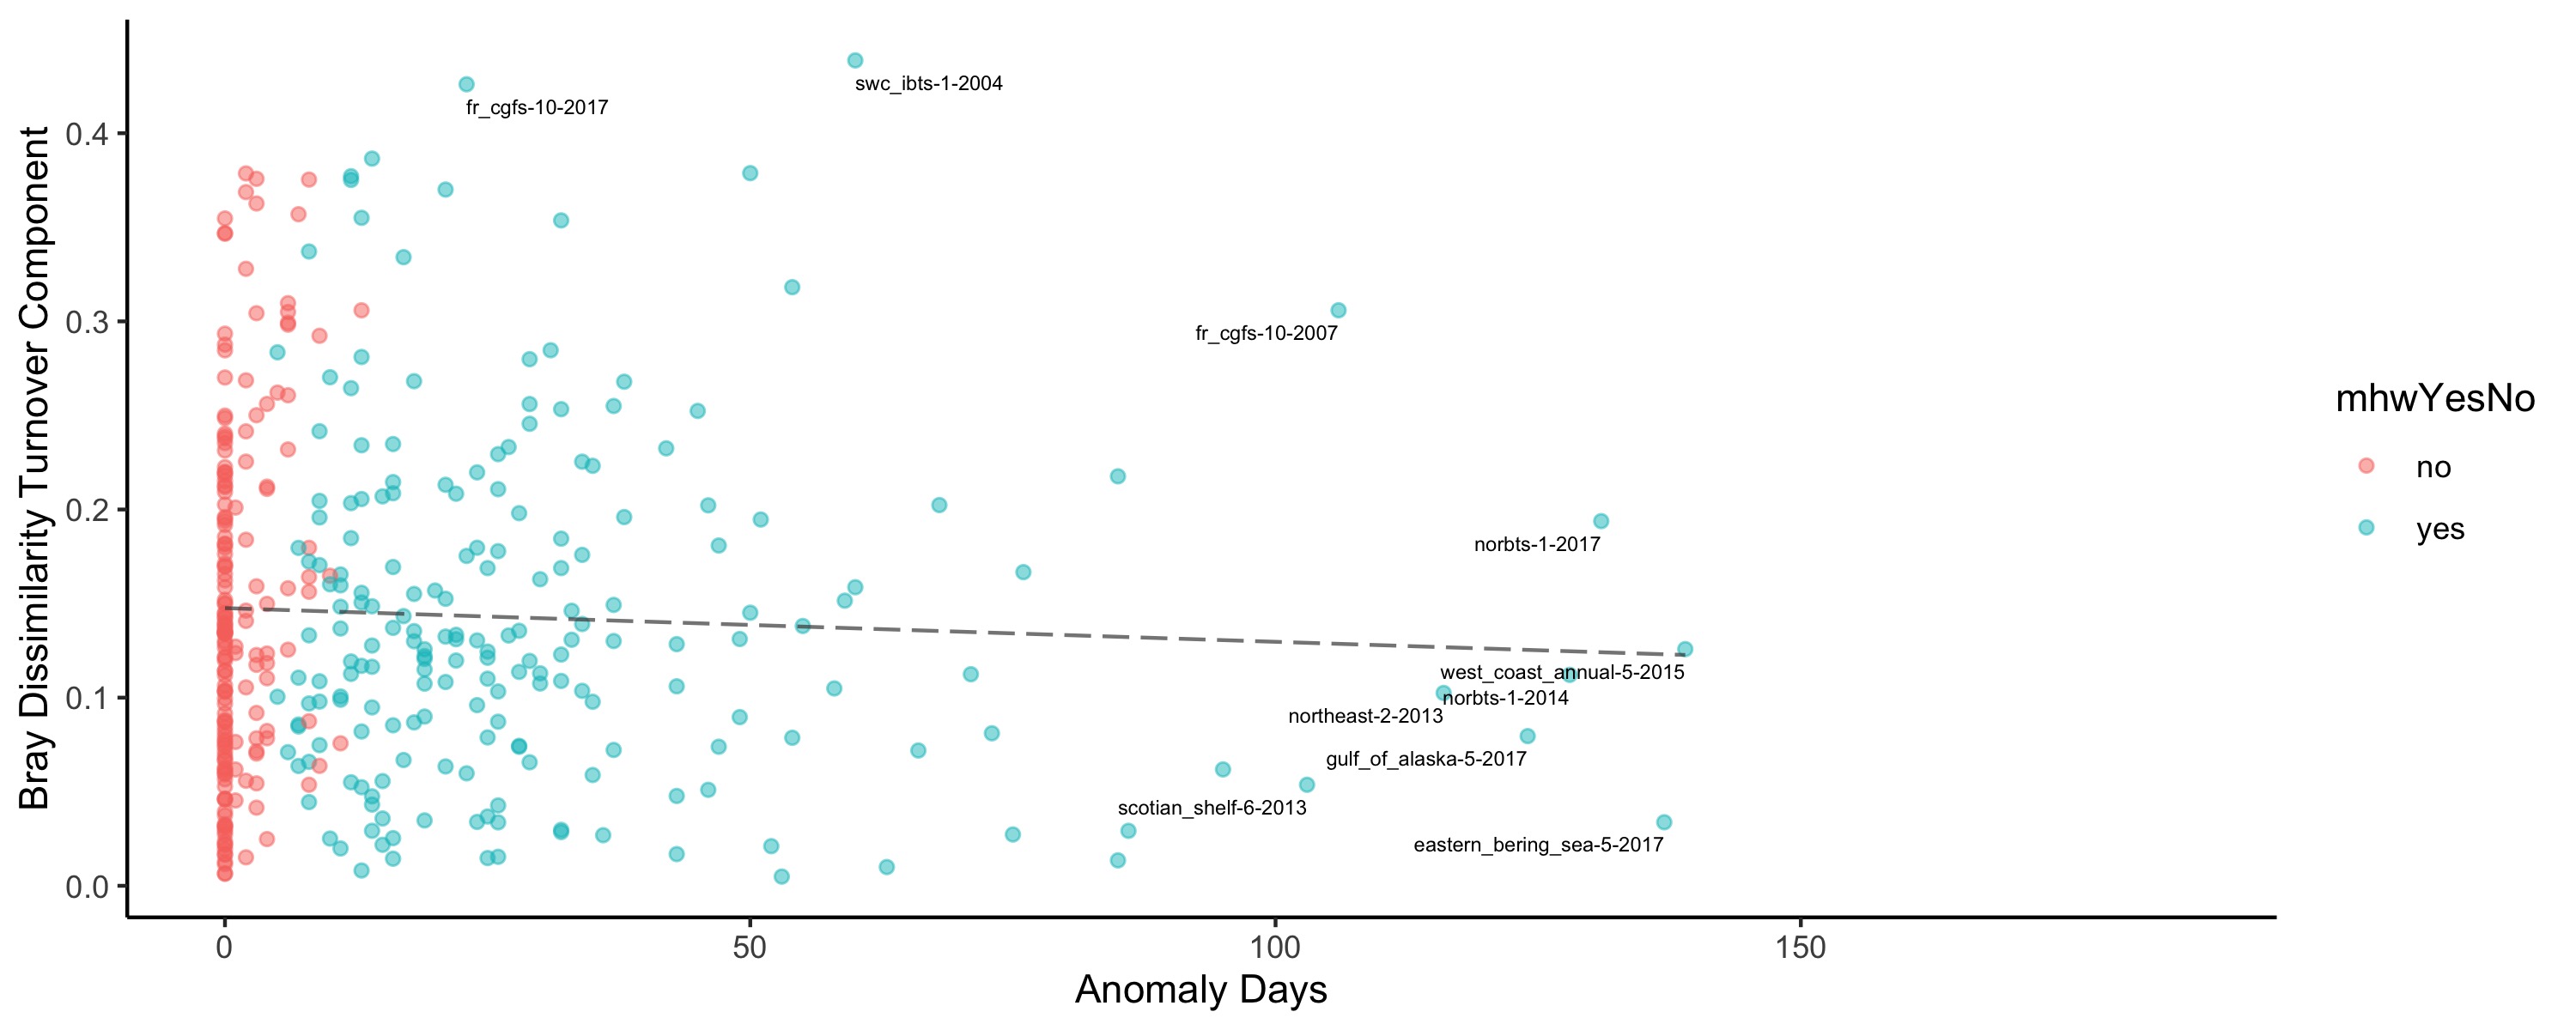 Bray Dissimilarity Turnover Component
0.4
0.3
0.2
0.1
0.0
swc_ibts-1-2004
fr_cgfs-10-2017
fr_cgfs-10-2007
norbts-1-2017
west_coast_annual-5-2015
norbts-1-2014
northeast-2-2013
gulf_of_alaska-5-2017
scotian_shelf-6-2013
eastern_bering_sea-5-2017
0
50
100
150
Anomaly Days
mhwYesNo
no
yes